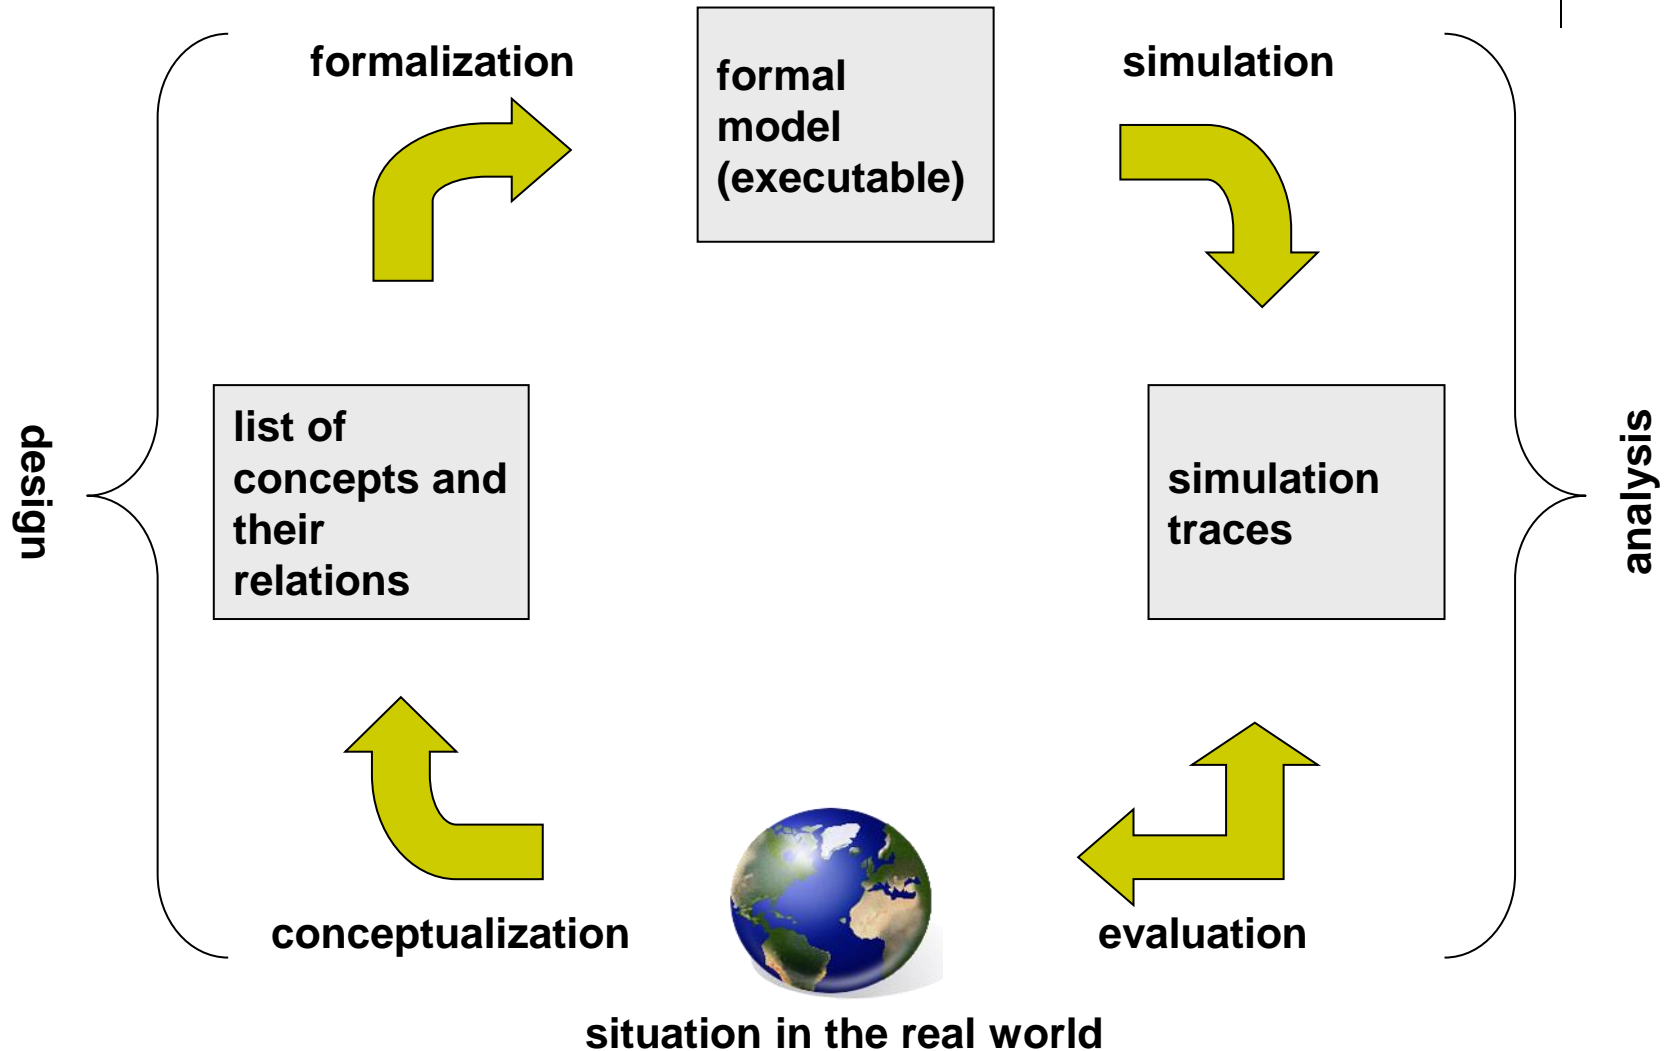 formalization
formal
model
(executable)
simulation
design
list of
concepts and
their
relations
simulation
traces
analysis
conceptualization
evaluation
situation in the real world